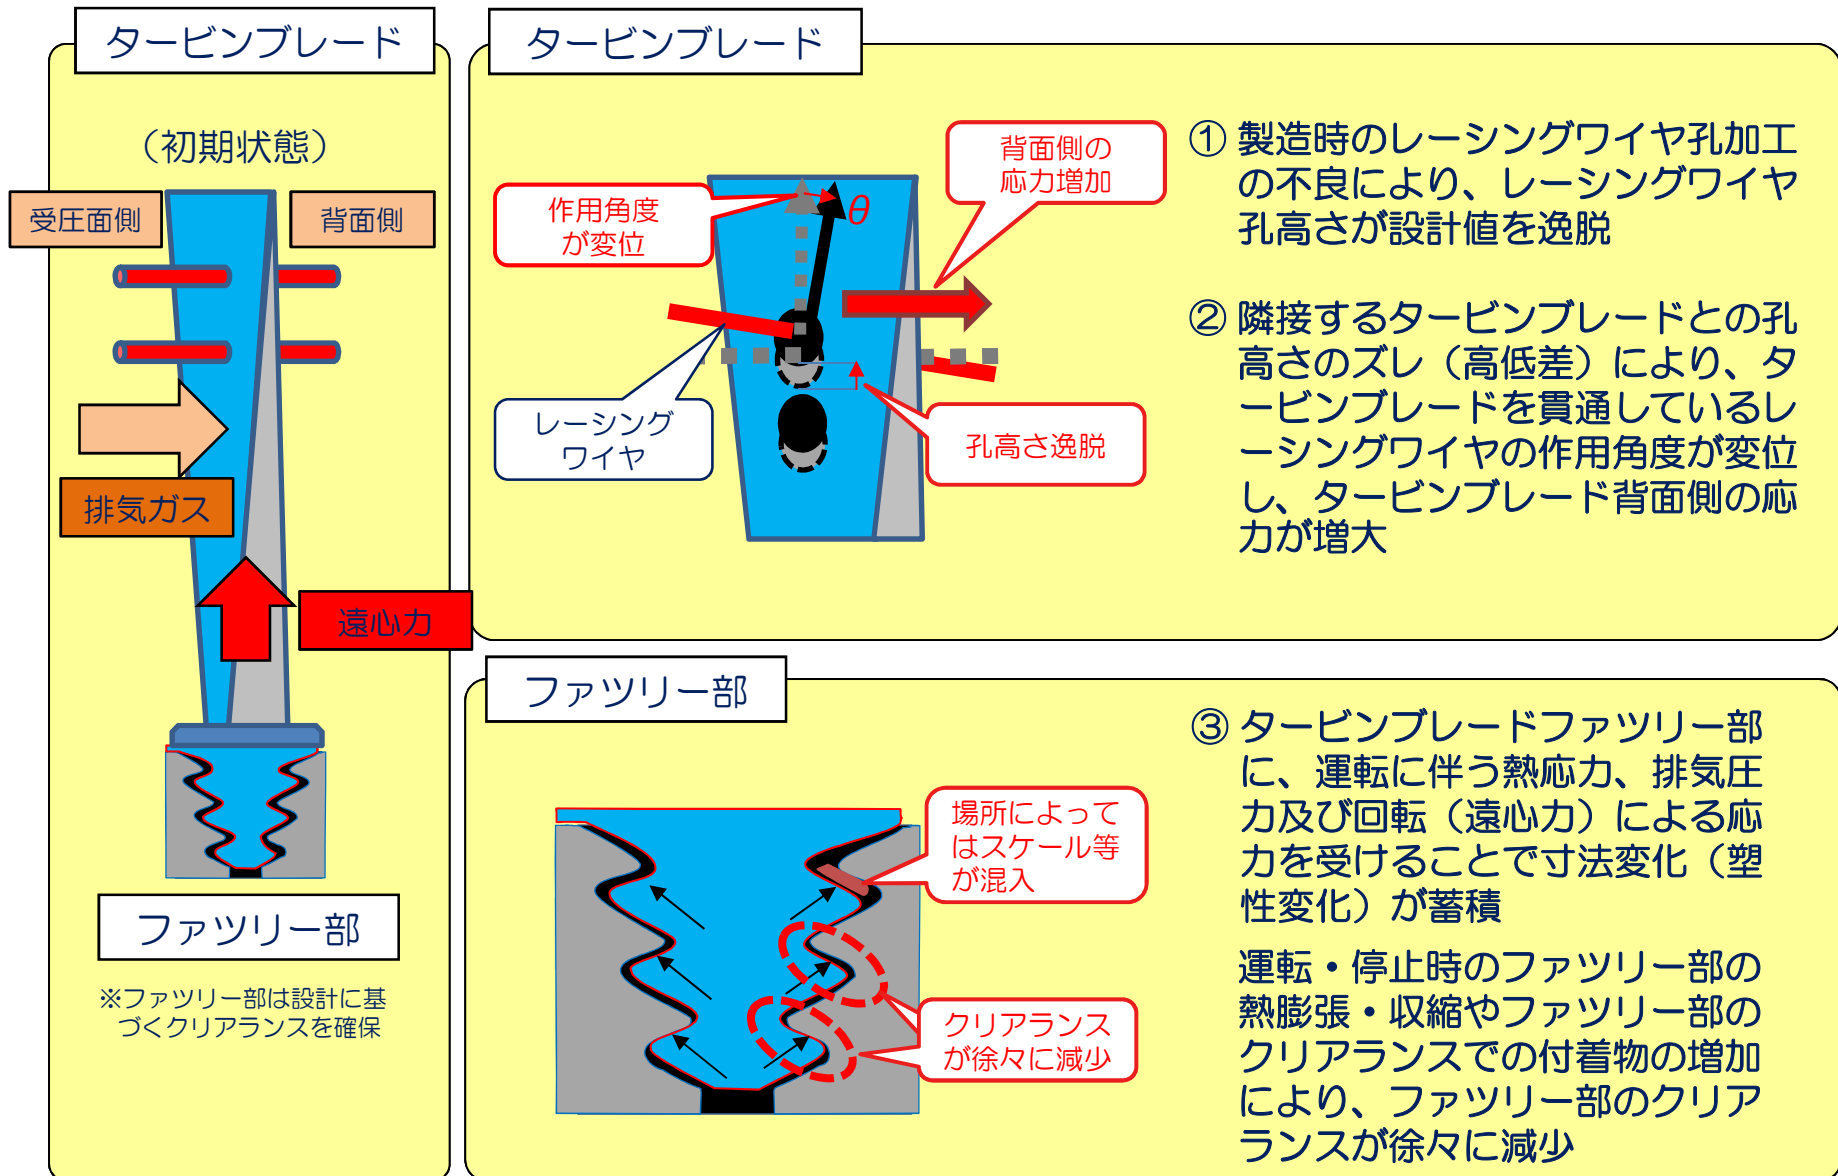 タービンブレード
（初期状態）
受圧面側
背面側
排気ガス
遠心力
ファツリー部
※ファツリー部は設計に基
づくクリアランスを確保
タービンブレード
作用角度
が変位
θ
背面側の
応力増加
レーシング
ワイヤ
孔高さ逸脱
① 製造時のレーシングワイヤ孔加工
の不良により、レーシングワイヤ
孔高さが設計値を逸脱
② 隣接するタービンブレードとの孔
高さのズレ（高低差）により、タ
ービンブレードを貫通しているレ
ーシングワイヤの作用角度が変位
し、タービンブレード背面側の応
力が増大
ファツリー部
場所によって
はスケール等
が混入
クリアランス
が徐々に減少
③ タービンブレードファツリー部
に、運転に伴う熱応力、排気圧
力及び回転（遠心力）による応
力を受けることで寸法変化（塑
性変化）が蓄積
運転・停止時のファツリー部の
熱膨張・収縮やファツリー部の
クリアランスでの付着物の増加
により、ファツリー部のクリア
ランスが徐々に減少